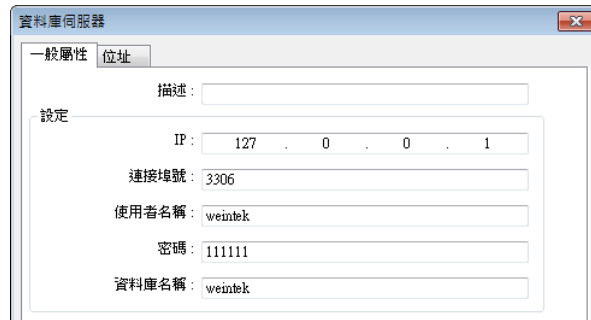 資料庫伺服器
一般屬性 位址
描述 :
設定
IP : 127 . 0 . 0 . 1
連接埠號 : 3306
使用者名稱 : weintek
密碼 : 111111
資料庫名稱 : weintek